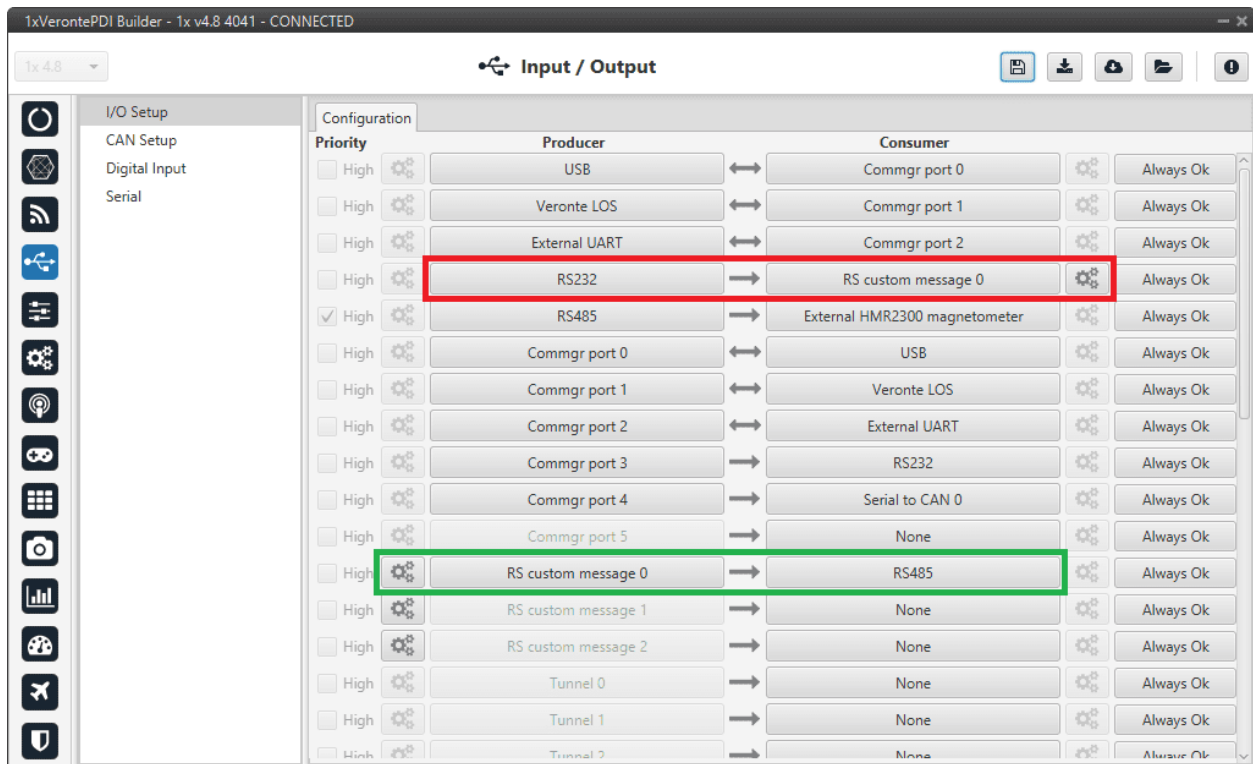 1xVerontePDI Builder - 1x v4.8 4041 - CONNECTED
1x 4.8
Input / Output
I/O Setup
CAN Setup
Digital Input
Serial
Configuration
Priority Producer Consumer
High USB Commgr port 0 Always Ok
High Veronte LOS Commgr port 1 Always Ok
High External UART Commgr port 2 Always Ok
High RS232 RS custom message 0 Always Ok
High RS485 External HMR2300 magnetometer Always Ok
High Commgr port 0 USB Always Ok
High Commgr port 1 Veronte LOS Always Ok
High Commgr port 2 External UART Always Ok
High Commgr port 3 RS232 Always Ok
High Commgr port 4 Serial to CAN 0 Always Ok
High Commgr port 5 None Always Ok
High RS custom message 0 RS485 Always Ok
High RS custom message 1 None Always Ok
High RS custom message 2 None Always Ok
High Tunnel 0 None Always Ok
High Tunnel 1 None Always Ok
High Tunnel 2 None Always Ok